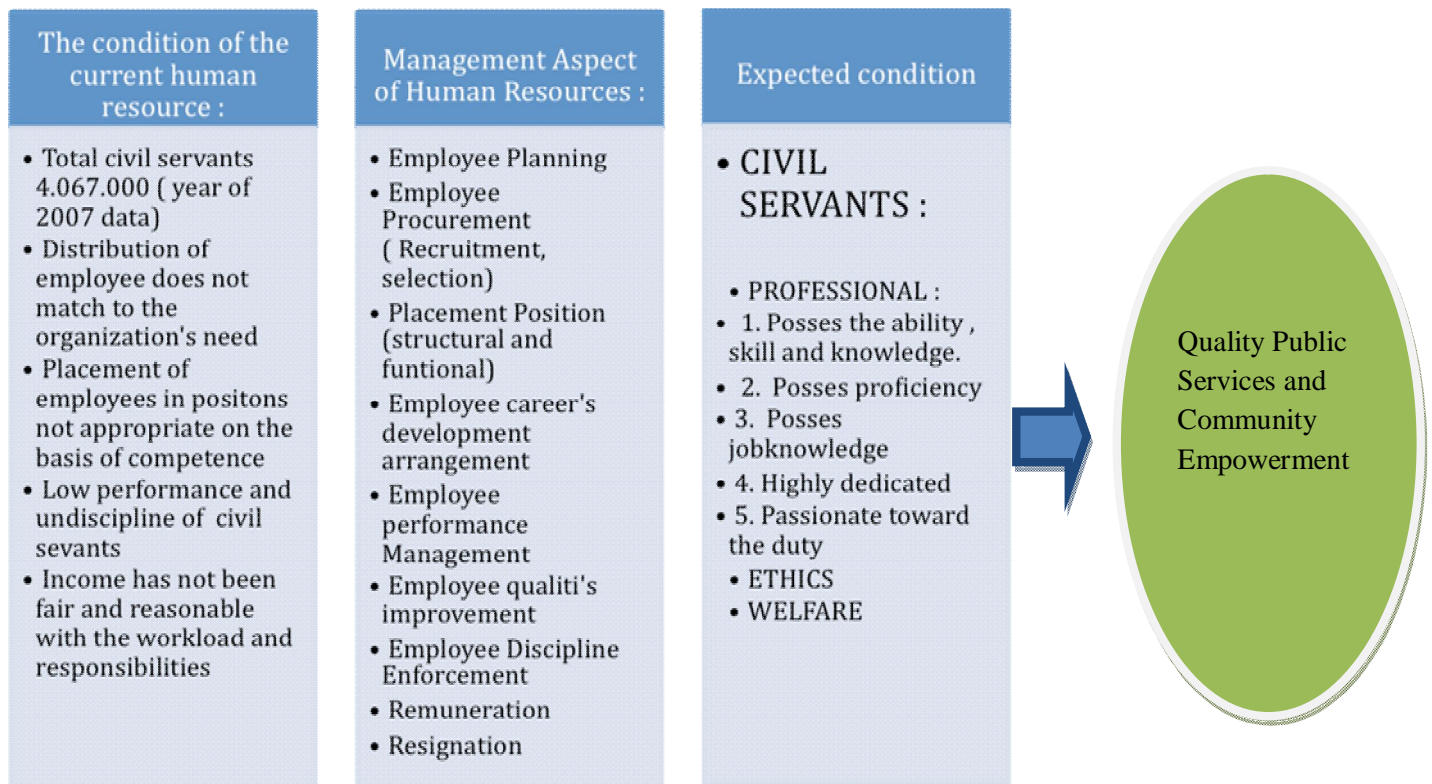 The condition of the
current human
resource :
• Total civil servants
4.067.000 ( year of
2007 data)
• Distribution of
employee does not
match to the
organization's need
• Placement of
employees in positons
not appropriate on the
basis of competence
• Low performance and
undiscipline of civil
sevants
• Income has not been
fair and reasonable
with the workload and
responsibilities
Management Aspect
of Human Resources :
• Employee Planning
• Employee
Procurement
( Recruitment,
selection)
• Placement Position
(structural and
funtional)
• Employee career's
development
arrangement
• Employee
performance
Management
• Employee qualiti's
improvement
• Employee Discipline
Enforcement
• Remuneration
• Resignation
Expected condition
• CIVIL
SERVANTS :
• PROFESSIONAL :
• 1. Posses the ability ,
skill and knowledge.
• 2. Posses proficiency
• 3. Posses
jobknowledge
• 4. Highly dedicated
• 5. Passionate toward
the duty
• ETHICS
• WELFARE
Quality Public
Services and
Community
Empowerment